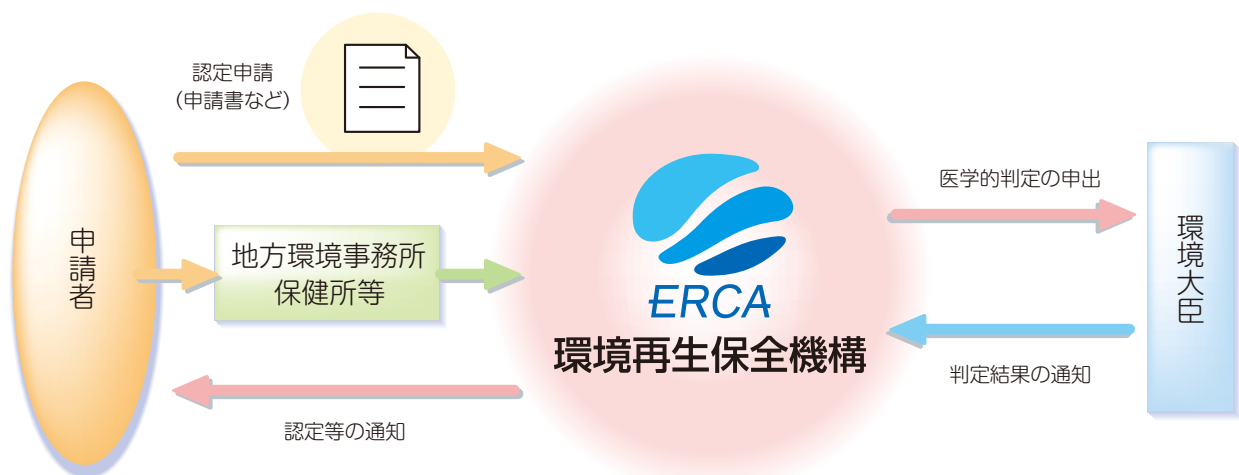 認定申請
（申請書など）
申請者
地方環境事務所
保健所等
認定等の通知
ERCA
環境再生保全機構
医学的判定の申出
判定結果の通知
環境大臣